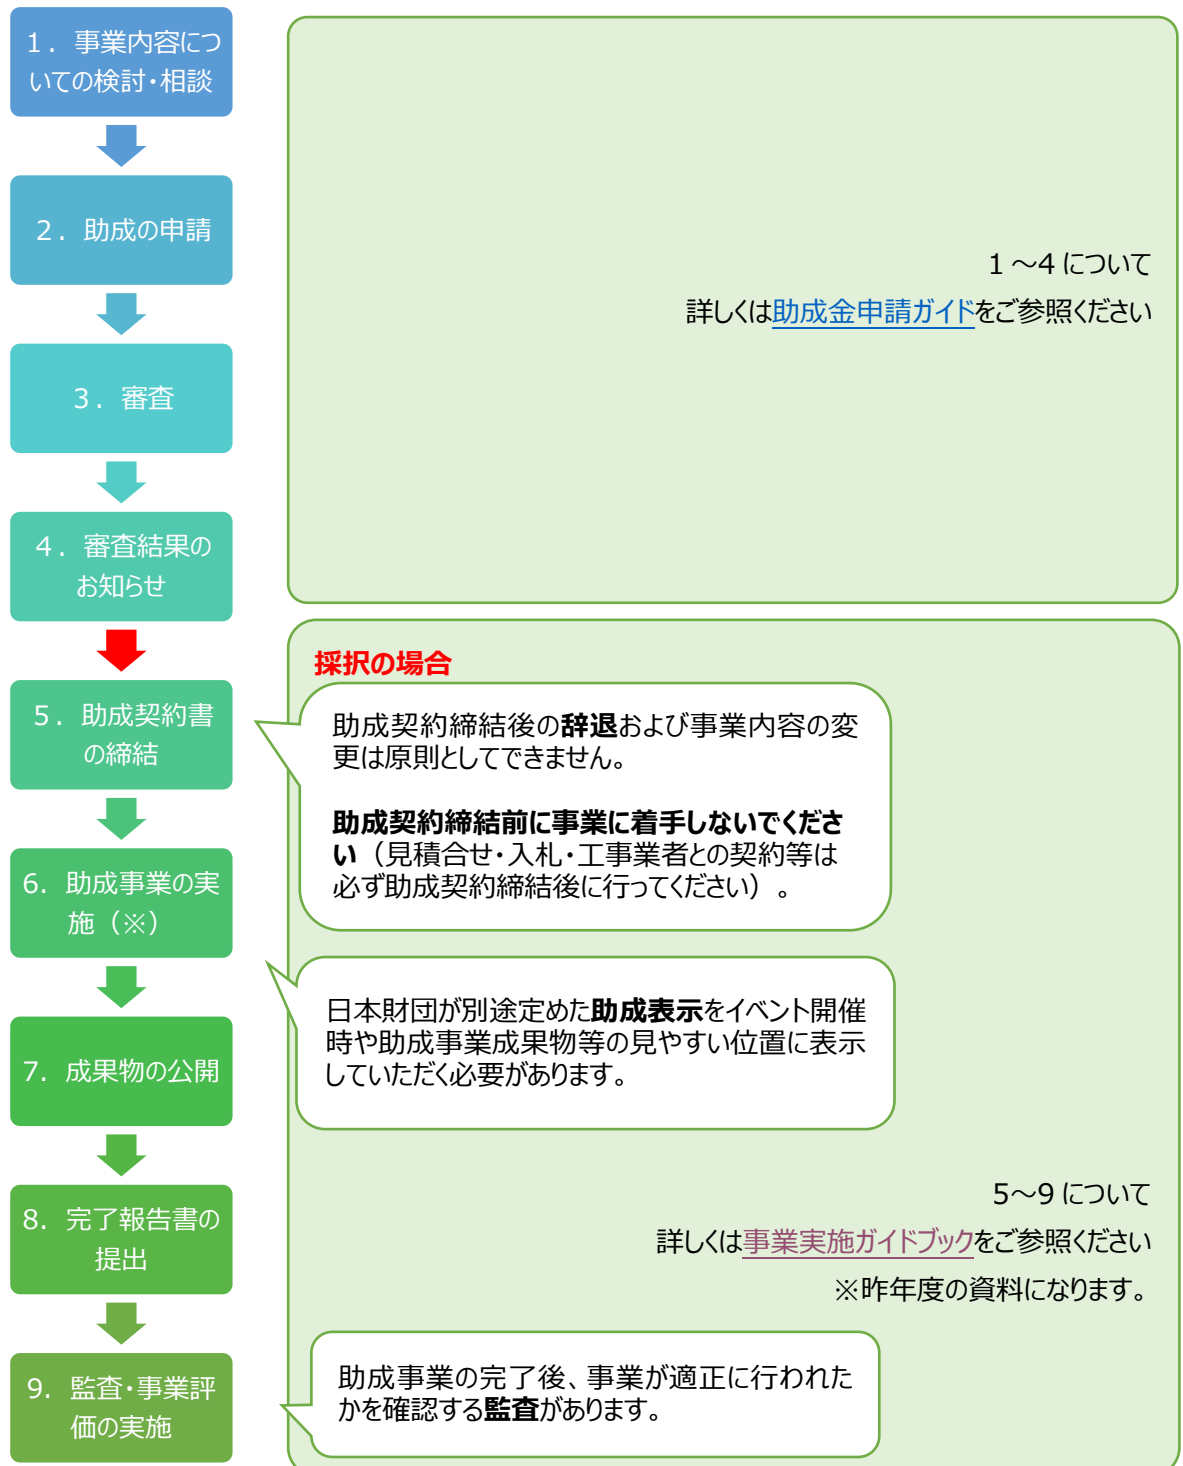 １．事業内容につ
いての検討・相談
２．助成の申請
３．審査
４．審査結果の
お知らせ
１～4 について
詳しくは助成金申請ガイドをご参照ください
採択の場合
５．助成契約書
の締結
助成契約締結後の辞退および事業内容の変
更は原則としてできません。
助成契約締結前に事業に着手しないでくださ
い（見積合せ・入札・工事業者との契約等は
必ず助成契約締結後に行ってください）。
6．助成事業の実
施（※）
日本財団が別途定めた助成表示をイベント開催
時や助成事業成果物等の見やすい位置に表示
していただく必要があります。
7．成果物の公開
8．完了報告書の
提出
5～9 について
詳しくは事業実施ガイドブックをご参照ください
※昨年度の資料になります。
9．監査・事業評
価の実施
助成事業の完了後、事業が適正に行われた
かを確認する監査があります。